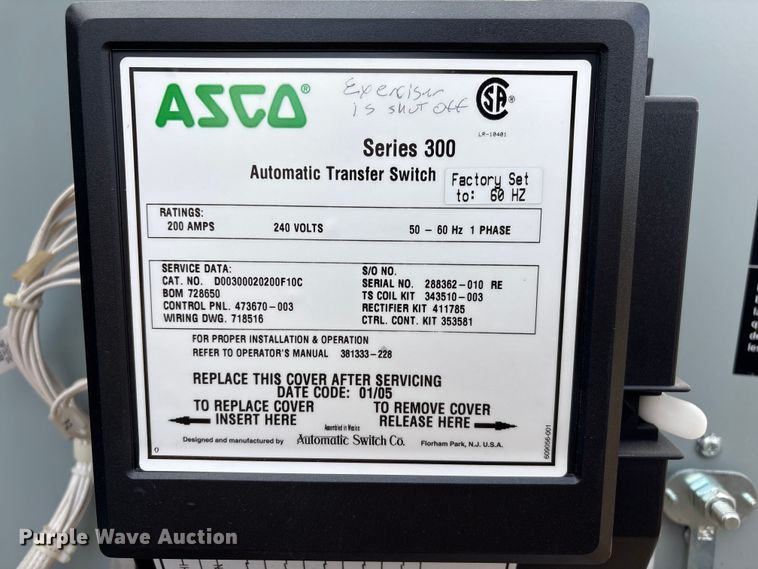 ASCO®
Exerciser
is shut off
SA ®
LR-10401
Series 300
Automatic Transfer Switch
Factory Set
to: 60 HZ
RATINGS:
200 AMPS 240 VOLTS 50 - 60 Hz 1 PHASE
SERVICE DATA:
CAT. NO. D00300020200F10C
BOM 728650
CONTROL PNL. 473670-003
WIRING DWG. 718516
S/O NO.
SERIAL NO. 288362-010 RE
TS COIL KIT 343510-003
RECTIFIER KIT 411785
CTRL. CONT. KIT 353581
FOR PROPER INSTALLATION & OPERATION
REFER TO OPERATOR'S MANUAL 381333-228
REPLACE THIS COVER AFTER SERVICING
DATE CODE: 01/05
TO REPLACE COVER
INSERT HERE
TO REMOVE COVER
RELEASE HERE
Assembled in Mexico
Designed and manufactured by Automatic Switch Co. Florham Park, N.J. U.S.A.
609056-001
Purple Wave Auction